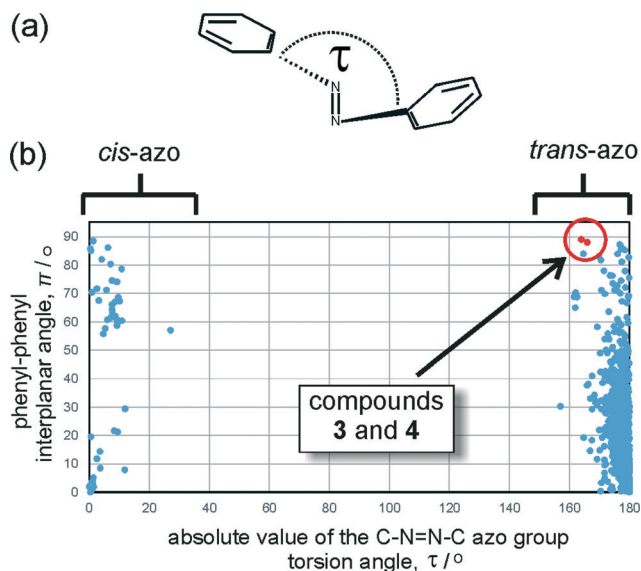 (a)
τ
N
N
(b)
cis-azo
trans-azo
90
80
70
60
50
40
30
20
10
0
phenyl-phenyl
interplanar angle, π/o
compounds
3 and 4
0 20 40 60 80 100 120 140 160 180
absolute value of the C-N=N-C azo group
torsion angle, τ/o